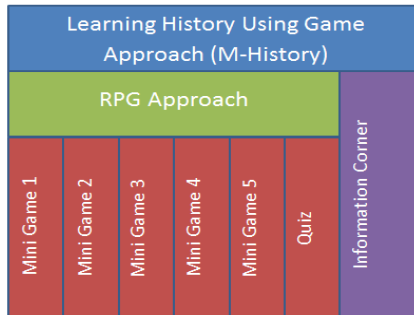 Learning History Using Game
Approach (M-History)
RPG Approach
Mini Game 1
Mini Game 2
Mini Game 3
Mini Game 4
Mini Game 5
Quiz
Information Corner